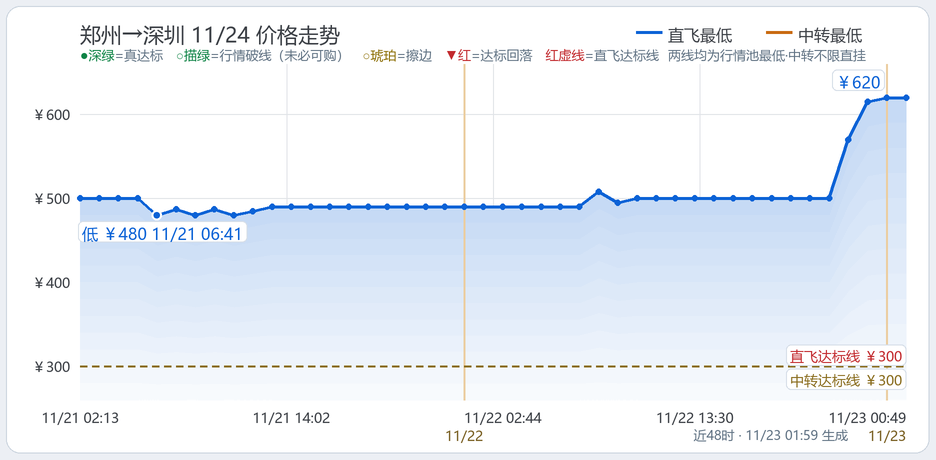 郑州→深圳 11/24 价格走势
直飞最低 中转最低
●深绿=真达标 ○描绿=行情破线（未必可购） ○琥珀=擦边 ▼红=达标回落 红虚线=直飞达标线 两线均为行情池最低·中转不限直挂
¥620
¥600
¥500
低 ¥480 11/21 06:41
¥400
直飞达标线 ¥300
¥300
中转达标线 ¥300
11/21 02:13 11/21 14:02 11/22 02:44 11/22 13:30 11/23 00:49
11/22 近48时 · 11/23 01:59 生成 11/23